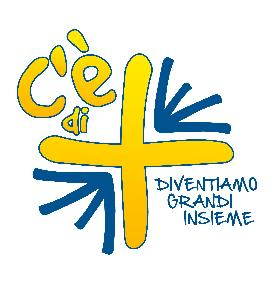 C'è
di
+
DIVENTIAMO
GRANDI
INSIEME